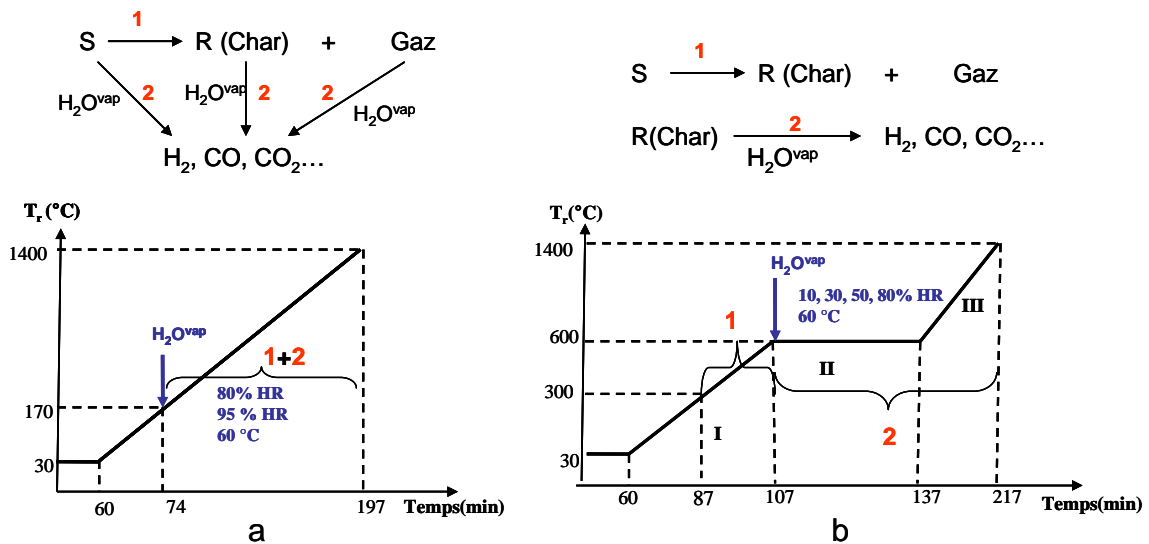 1
S R (Char) + Gaz
H2Ovap 2 H2Ovap 2 2 H2Ovap
H2, CO, CO2…
Tr (°C)
1400
H2Ovap
1+2
80% HR
95 % HR
60 °C
170
30
60 74 197 Temps(min)
a
1
S R (Char) + Gaz
2
R(Char) H2, CO, CO2…
H2Ovap
Tr(°C)
1400
H2Ovap
10, 30, 50, 80% HR
60 °C
III
1
600
II
300
I
2
30
60 87 107 137 217 Temps(min)
b